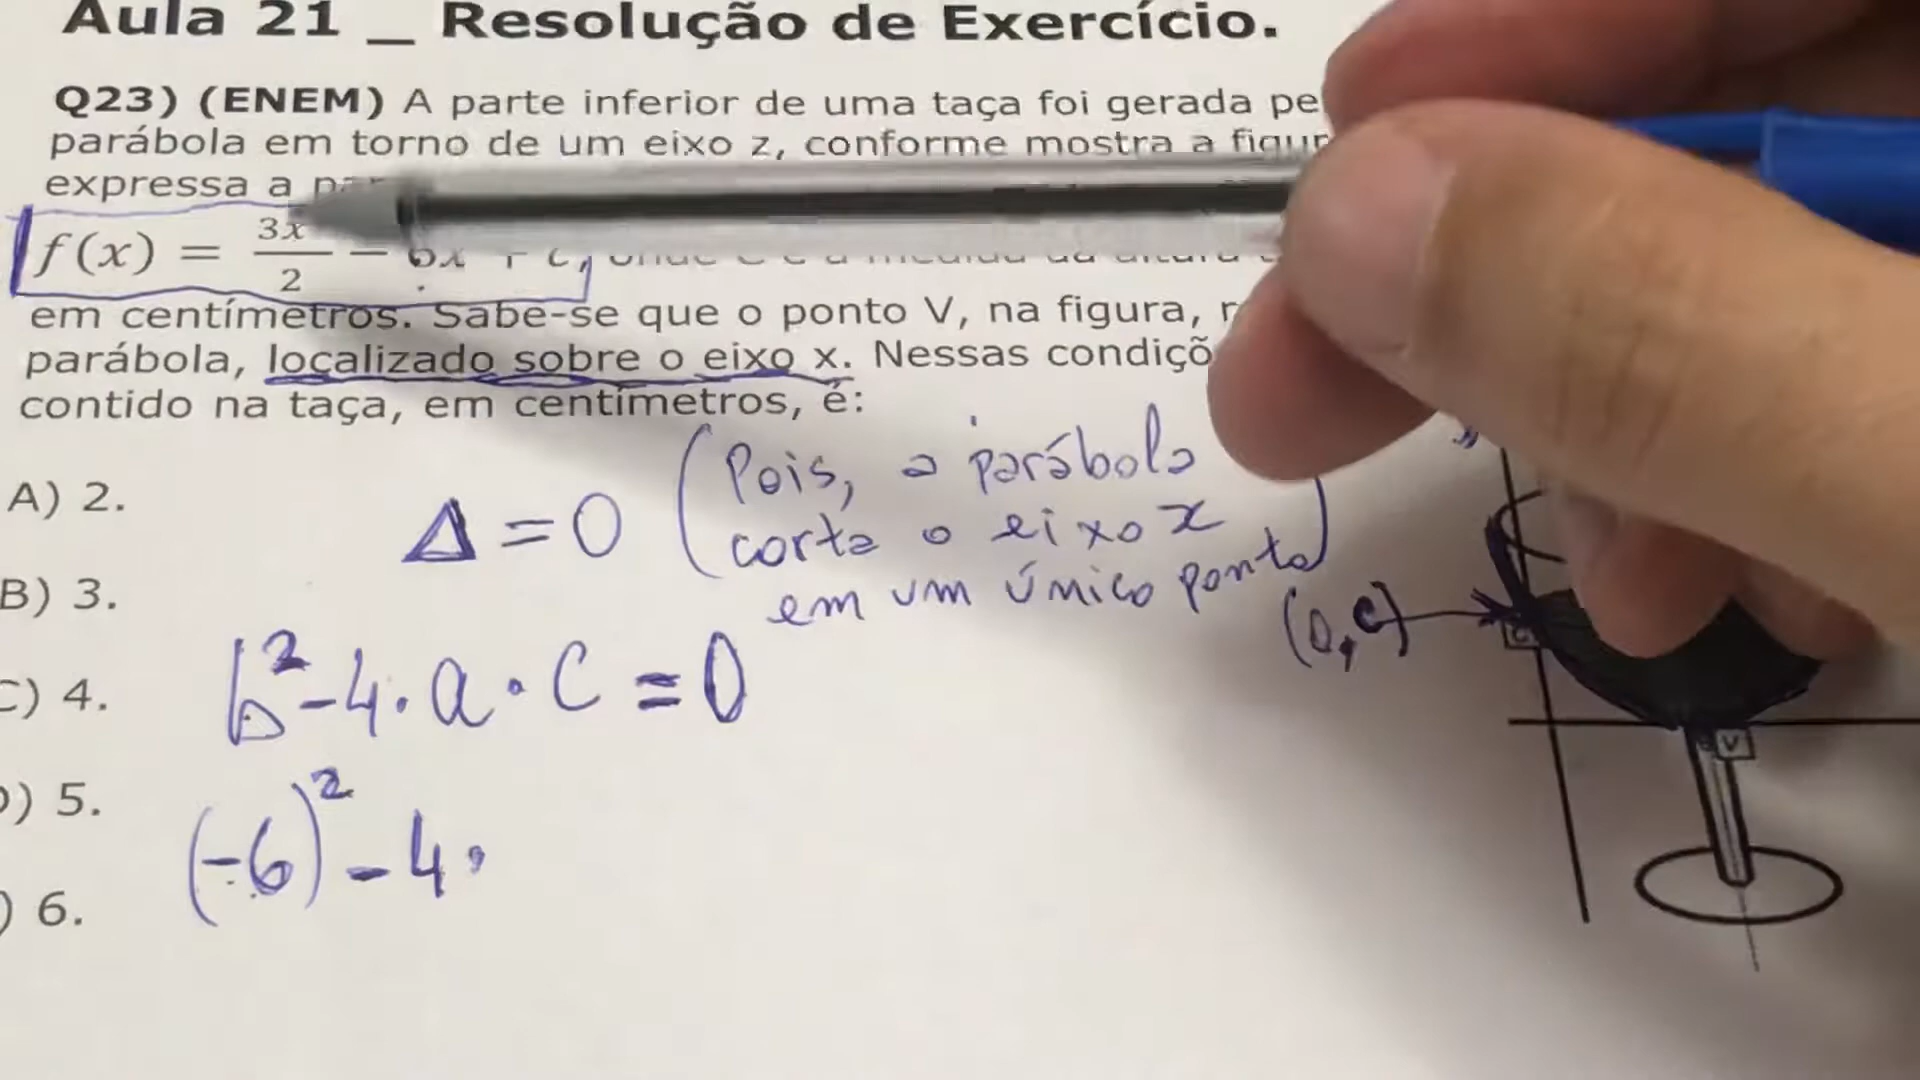 Aula 21 _ Resolução de Exercício.
Q23) (ENEM) A parte inferior de uma taça foi gerada
parábola em torno de um eixo z, conforme mostra a
expressa a
f(x) = 3x/2 − 6x + C,
em centímetros. Sabe-se que o ponto V, na figura,
parábola, localizado sobre o eixo x. Nessas
contido na taça, em centímetros, é:
A) 2.
B) 3.
C) 4.
D) 5.
) 6.
Δ = 0 (Pois, a parábola
corta o eixo x
em um único ponto)
(0, C)
C
b² - 4 · a · c = 0
V
(-6)² - 4 ·